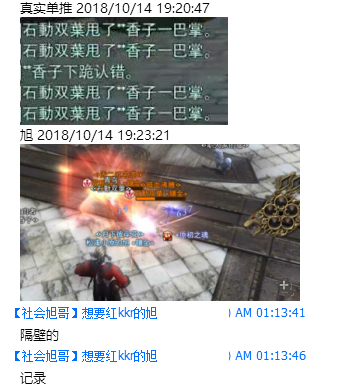 真实单推 2018/10/14 19:20:47
石動双葉甩了**香子一巴掌。
石動双葉甩了**香子一巴掌。
**香子下跪认错。
石動双葉甩了**香子一巴掌。
石動双葉甩了**香子一巴掌。
旭 2018/10/14 19:23:21
【社会旭哥】想要红kkr的旭 ) AM 01:13:41
隔壁的
【社会旭哥】想要红kkr的旭 ) AM 01:13:46
记录